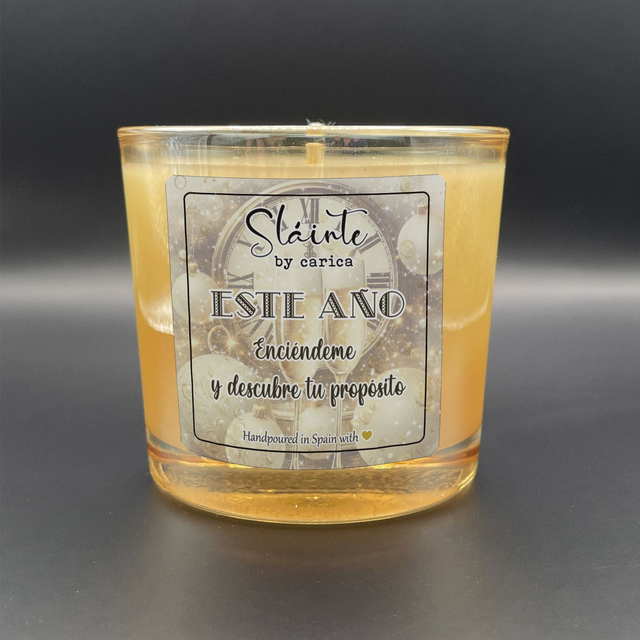 Sláinte
by carica
ESTE AÑO
Enciéndeme
y descubre tu propósito
Handpoured in Spain with